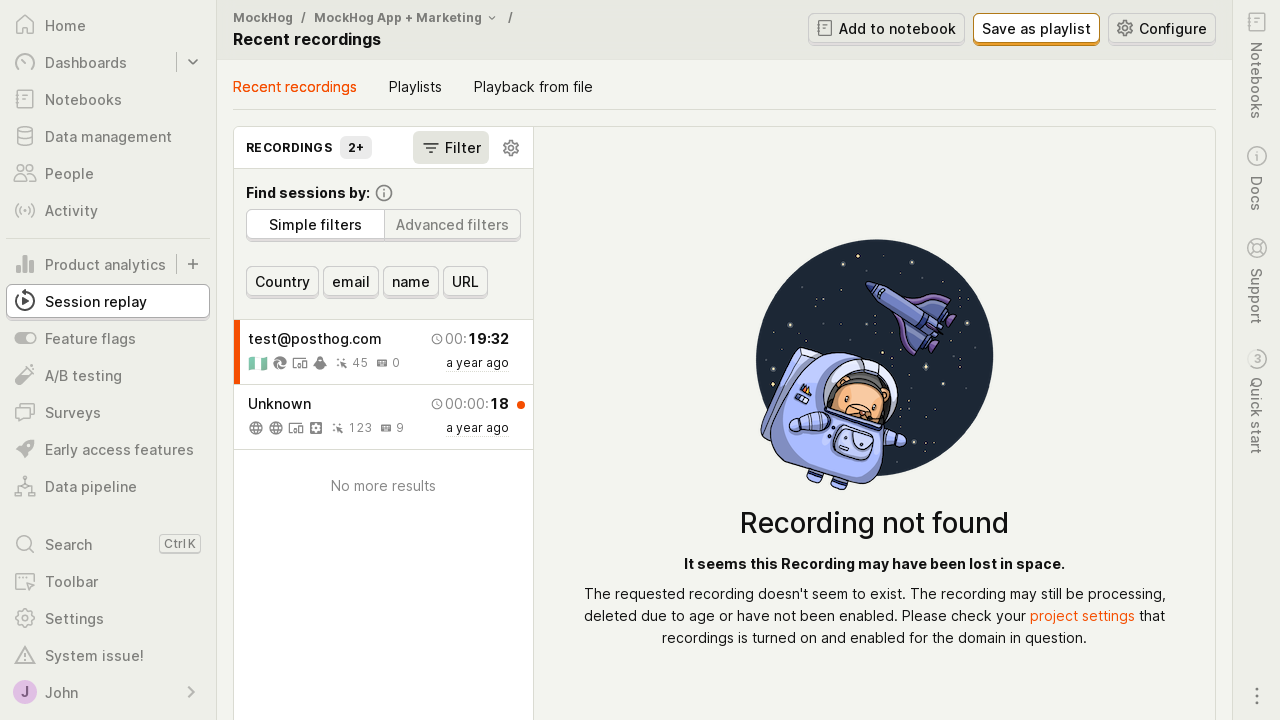 Home
Dashboards
Notebooks
Data management
People
Activity
Product analytics
Session replay
Feature flags
A/B testing
Surveys
Early access features
Data pipeline
Search Ctrl K
Toolbar
Settings
System issue!
J John
MockHog / MockHog App + Marketing /
Recent recordings
Add to notebook
Save as playlist
Configure
Recent recordings Playlists Playback from file
RECORDINGS 2+ Filter
Find sessions by:
Simple filters Advanced filters
Country email name URL
test@posthog.com 00:19:32
45 0 a year ago
Unknown 00:00:18
123 9 a year ago
No more results
Recording not found
It seems this Recording may have been lost in space.
The requested recording doesn't seem to exist. The recording may still be processing,
deleted due to age or have not been enabled. Please check your project settings that
recordings is turned on and enabled for the domain in question.
Notebooks
Docs
Support
3 Quick start